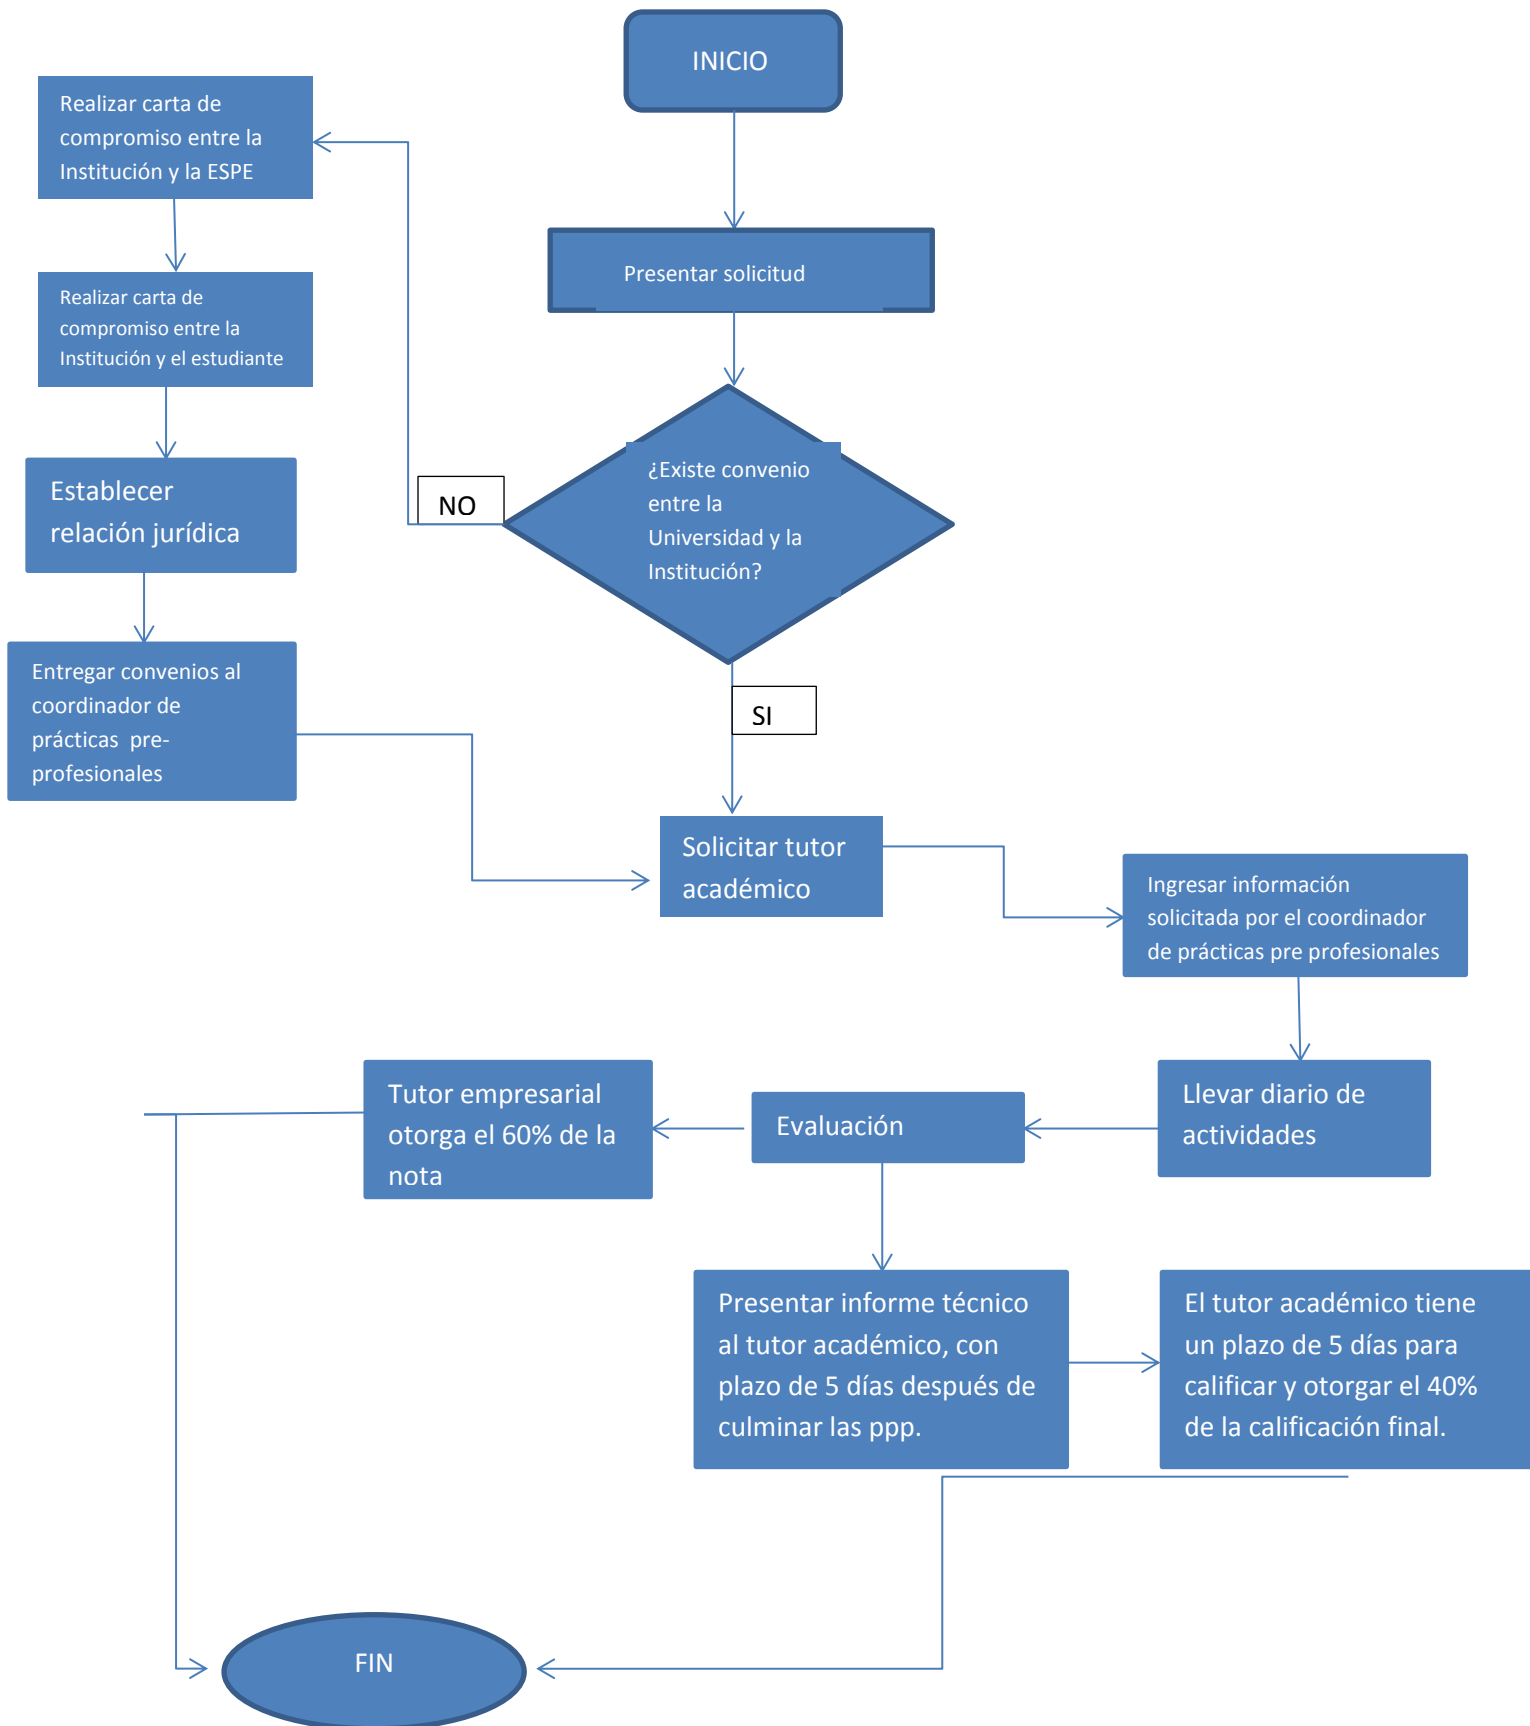 INICIO
Realizar carta de
compromiso entre la
Institución y la ESPE
Presentar solicitud
Realizar carta de
compromiso entre la
Institución y el estudiante
¿Existe convenio
entre la
Universidad y la
Institución?
NO
Establecer
relación jurídica
Entregar convenios al
coordinador de
prácticas pre-
profesionales
SI
Solicitar tutor
académico
Ingresar información
solicitada por el coordinador
de prácticas pre profesionales
Llevar diario de
actividades
Evaluación
Tutor empresarial
otorga el 60% de la
nota
Presentar informe técnico
al tutor académico, con
plazo de 5 días después de
culminar las ppp.
El tutor académico tiene
un plazo de 5 días para
calificar y otorgar el 40%
de la calificación final.
FIN